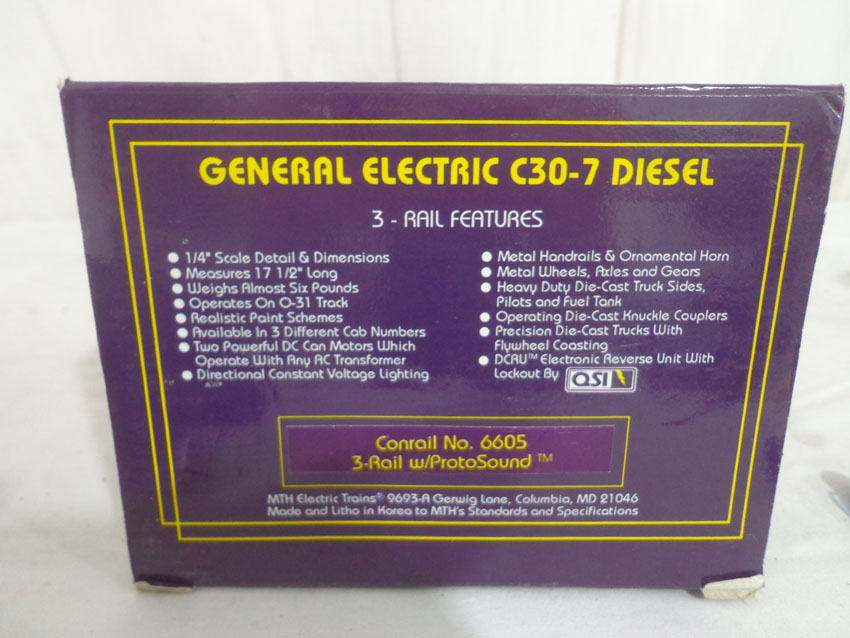 GENERAL ELECTRIC C30-7 DIESEL
3 - RAIL FEATURES
● 1/4" Scale Detail & Dimensions
● Measures 17 1/2" Long
● Weighs Almost Six Pounds
● Operates On O-31 Track
● Realistic Paint Schemes
● Available In 3 Different Cab Numbers
● Two Powerful DC Can Motors Which
Operate With Any AC Transformer
● Directional Constant Voltage Lighting
● Metal Handrails & Ornamental Horn
● Metal Wheels, Axles and Gears
● Heavy Duty Die-Cast Truck Sides,
Pilots and Fuel Tank
● Operating Die-Cast Knuckle Couplers
● Precision Die-Cast Trucks With
Flywheel Coasting
● DCRU™ Electronic Reverse Unit With
Lockout By QSI
Conrail No. 6605
3-Rail w/ProtoSound ™
MTH Electric Trains® 9693-A Gerwig Lane, Columbia, MD 21046
Made and Litho in Korea to MTH's Standards and Specifications